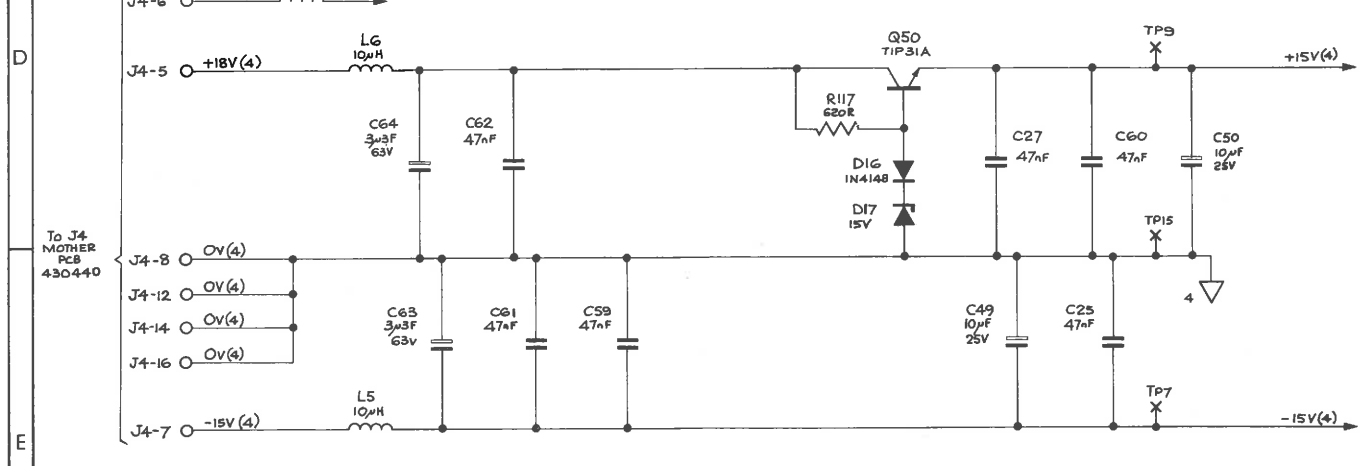 J4-6
D
J4-5
+18V(4)
L6
10µH
C64
3µ3F
63V
C62
47nF
R117
620R
Q50
TIP31A
D16
1N4148
D17
15V
C27
47nF
C60
47nF
TP9
C50
10µF
25V
+15V(4)
TP15
4
To J4
MOTHER
PCB
430440
J4-8
0V(4)
J4-12
0V(4)
J4-14
0V(4)
J4-16
0V(4)
C63
3µ3F
63V
C61
47nF
C59
47nF
C49
10µF
25V
C25
47nF
TP7
J4-7
-15V(4)
L5
10µH
-15V(4)
E